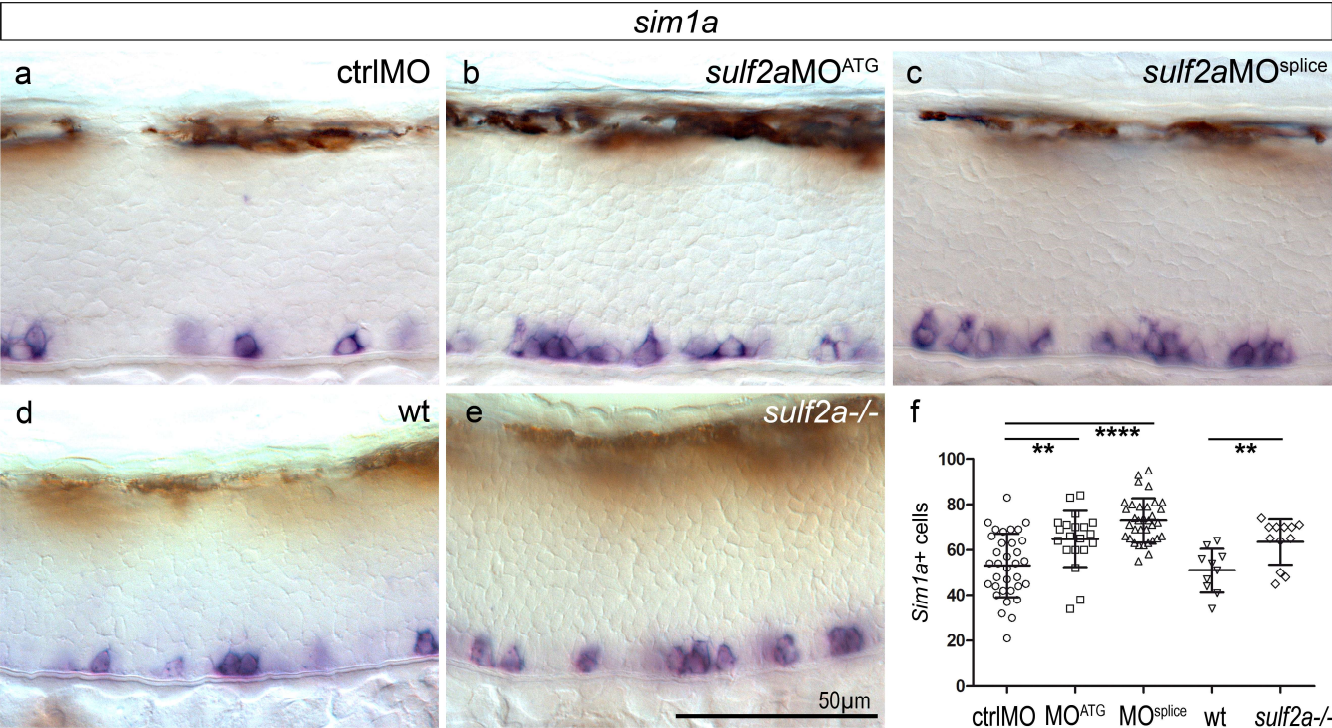 sim1a
a ctrlMO
b sulf2aMOATG
c sulf2aMOsplice
d wt
e sulf2a-/-
50µm
f
**** 
** **
100
80
60
40
20
0
Sim1a+ cells
ctrlMO MOATG MOsplice wt sulf2a-/-